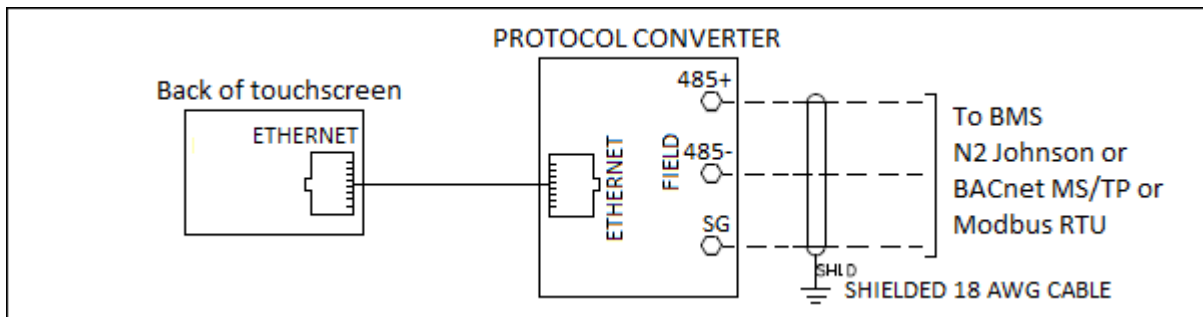 PROTOCOL CONVERTER
Back of touchscreen
ETHERNET
ETHERNET
FIELD
485+
485-
SG
To BMS
N2 Johnson or
BACnet MS/TP or
Modbus RTU
SHLD
SHIELDED 18 AWG CABLE